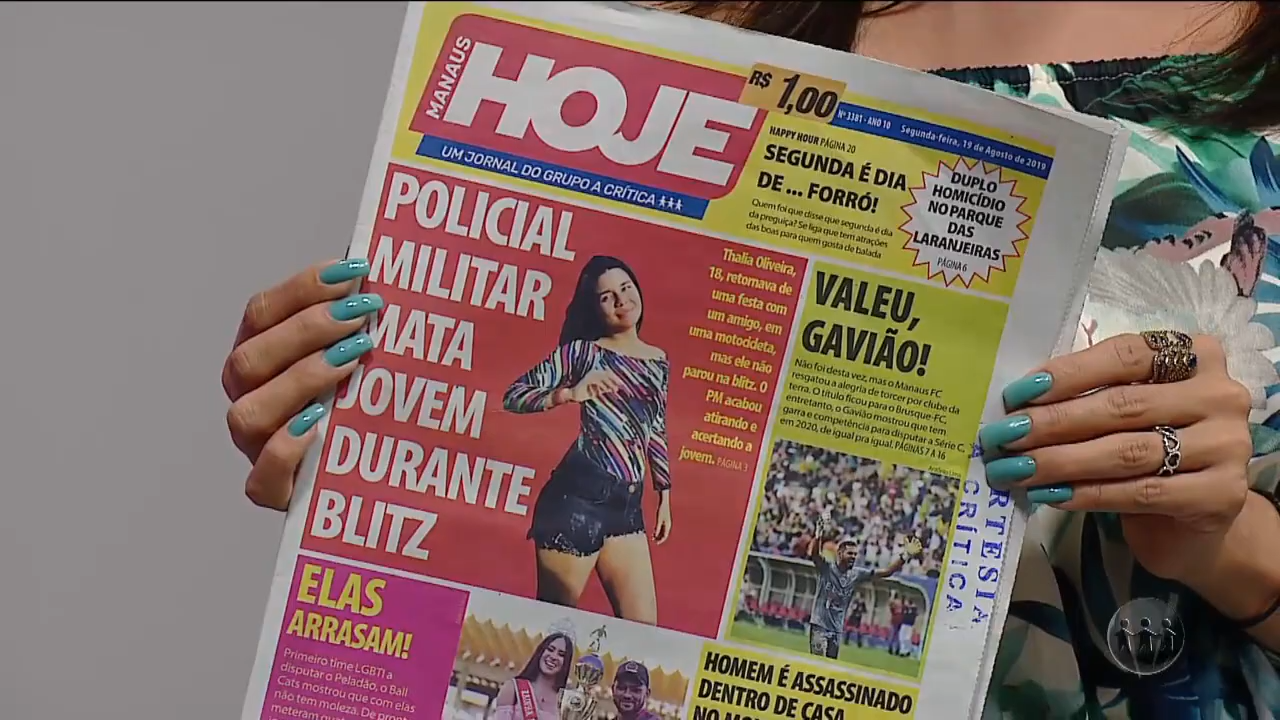 MANAUS
HOJE
UM JORNAL DO GRUPO A CRÍTICA
R$ 1,00
Nº 3381 - ANO 10 Segunda-feira, 19 de Agosto de 2019
HAPPY HOUR PÁGINA 20
SEGUNDA É DIA
DE ... FORRÓ!
Quem foi que disse que segunda é dia
da preguiça? Se liga que tem atrações
das boas para quem gosta de balada
DUPLO
HOMICÍDIO
NO PARQUE
DAS
LARANJEIRAS
PÁGINA 6
POLICIAL
MILITAR
MATA
JOVEM
DURANTE
BLITZ
Thalia Oliveira,
18, retornava de
uma festa com
um amigo, em
uma motocicleta,
mas ele não
parou na blitz. O
PM acabou
atirando e
acertando a
jovem. PÁGINA 3
VALEU,
GAVIÃO!
Não foi desta vez, mas o Manaus FC
resgatou a alegria de torcer por clube da
terra. O título ficou para o Brusque-FC,
entretanto, o Gavião mostrou que tem
garra e competência para disputar a Série C,
em 2020, de igual pra igual. PÁGINAS 7 A 16
RTESIA
CRÍTICA
ELAS
ARRASAM!
Primeiro time LGBTI a
disputar o Peladão, o Ball
Cats mostrou que com elas
não tem moleza. De pront
meteram
HOMEM É ASSASSINADO
DENTRO DE CASA